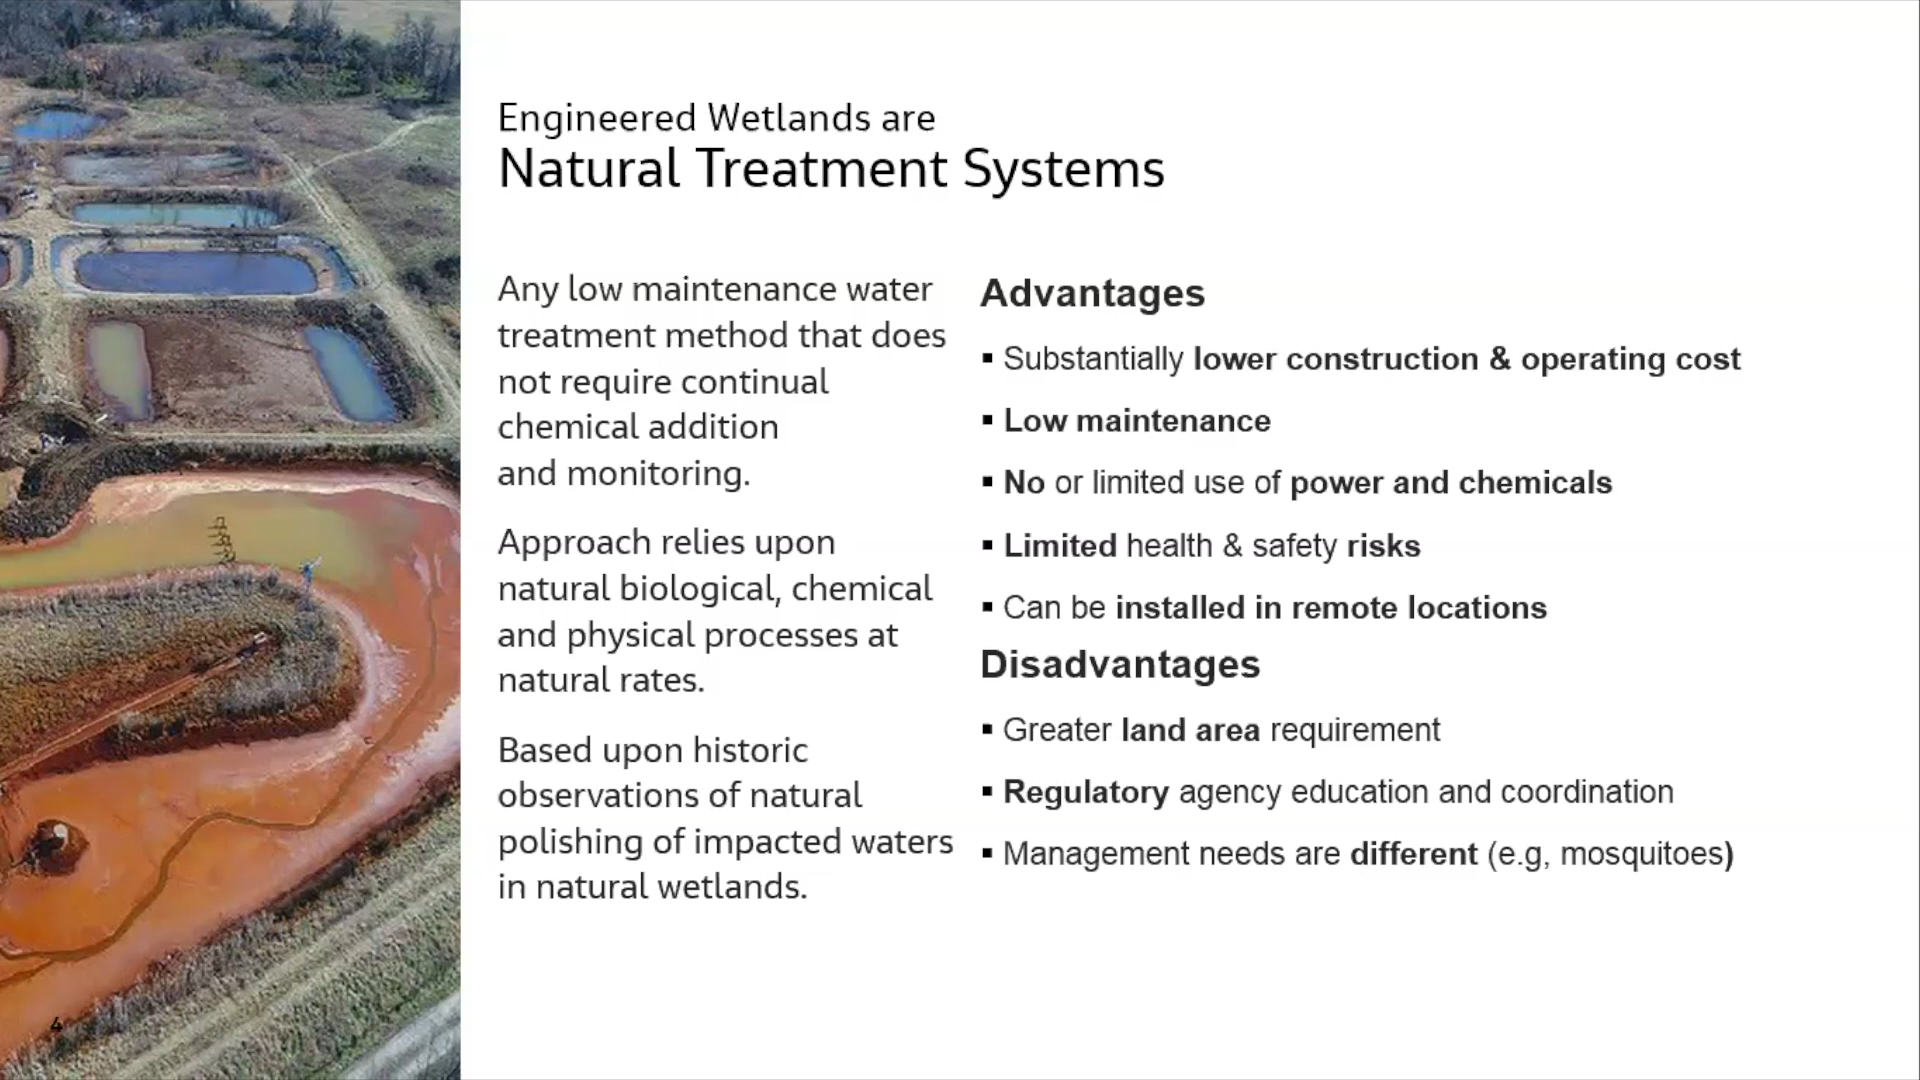 Engineered Wetlands are
Natural Treatment Systems
Any low maintenance water
treatment method that does
not require continual
chemical addition
and monitoring.
Approach relies upon
natural biological, chemical
and physical processes at
natural rates.
Based upon historic
observations of natural
polishing of impacted waters
in natural wetlands.
Advantages
▪ Substantially lower construction & operating cost
▪ Low maintenance
▪ No or limited use of power and chemicals
▪ Limited health & safety risks
▪ Can be installed in remote locations
Disadvantages
▪ Greater land area requirement
▪ Regulatory agency education and coordination
▪ Management needs are different (e.g, mosquitoes)
4